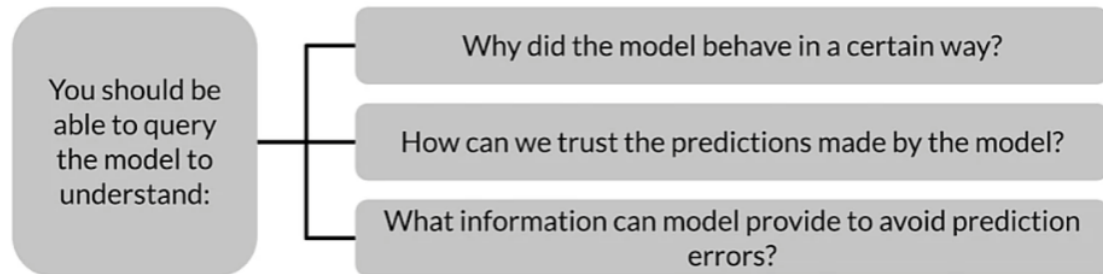 You should be
able to query
the model to
understand:
Why did the model behave in a certain way?
How can we trust the predictions made by the model?
What information can model provide to avoid prediction
errors?